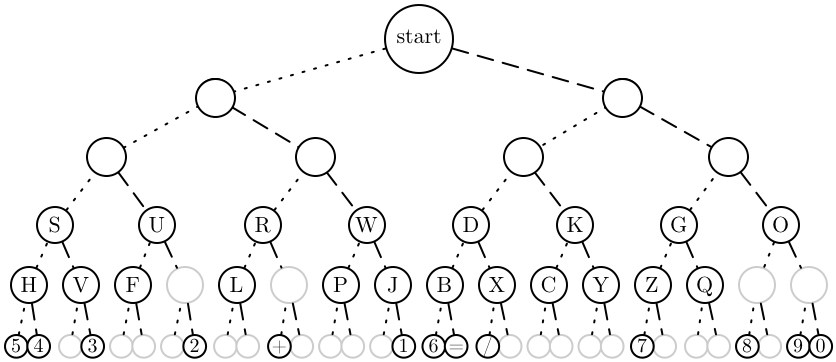 start
S U R W D K G O
H V F L P J B X C Y Z Q
5 4 3 2 + 1 6 = / 7 8 9 0